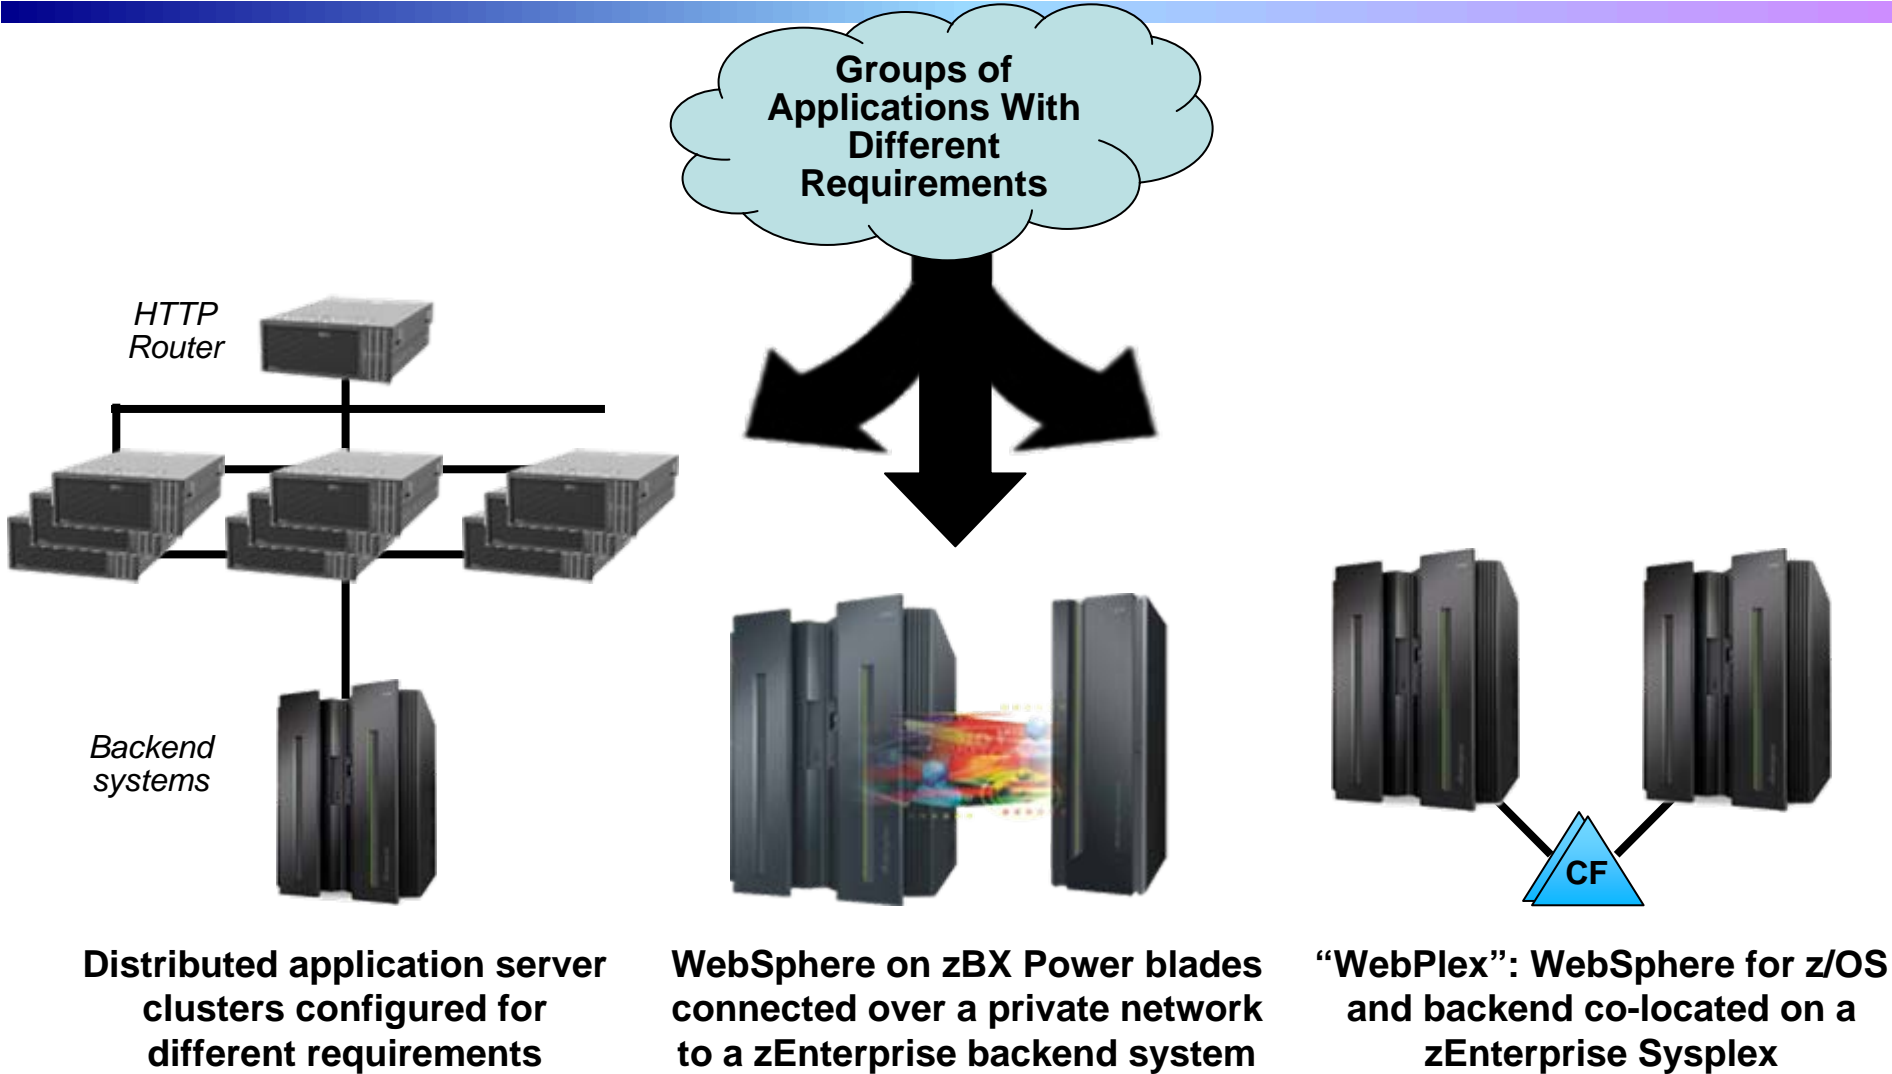 Groups of
Applications With
Different
Requirements
HTTP
Router
Backend
systems
CF
Distributed application server
clusters configured for
different requirements
WebSphere on zBX Power blades
connected over a private network
to a zEnterprise backend system
“WebPlex”: WebSphere for z/OS
and backend co-located on a
zEnterprise Sysplex